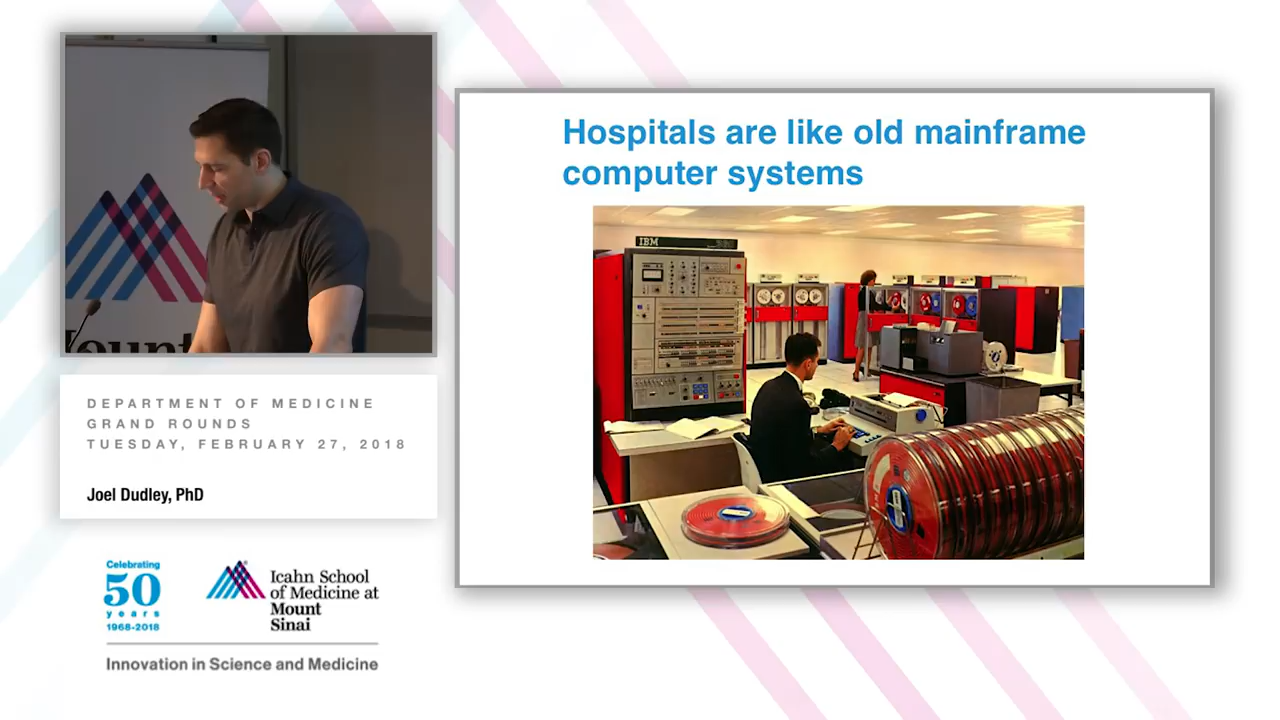 Mount
DEPARTMENT OF MEDICINE
GRAND ROUNDS
TUESDAY, FEBRUARY 27, 2018
Joel Dudley, PhD
Celebrating
50
years
1968-2018
Icahn School
of Medicine at
Mount
Sinai
Innovation in Science and Medicine
Hospitals are like old mainframe
computer systems
IBM